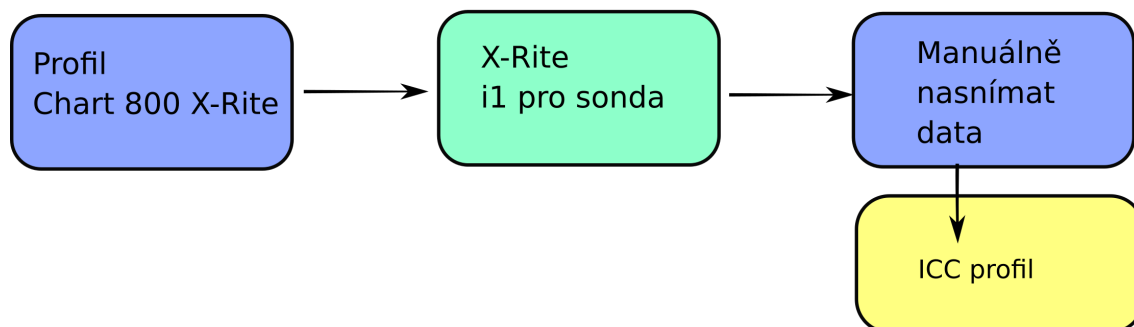 Profil
Chart 800 X-Rite
X-Rite
i1 pro sonda
Manuálně
nasnímat
data
ICC profil